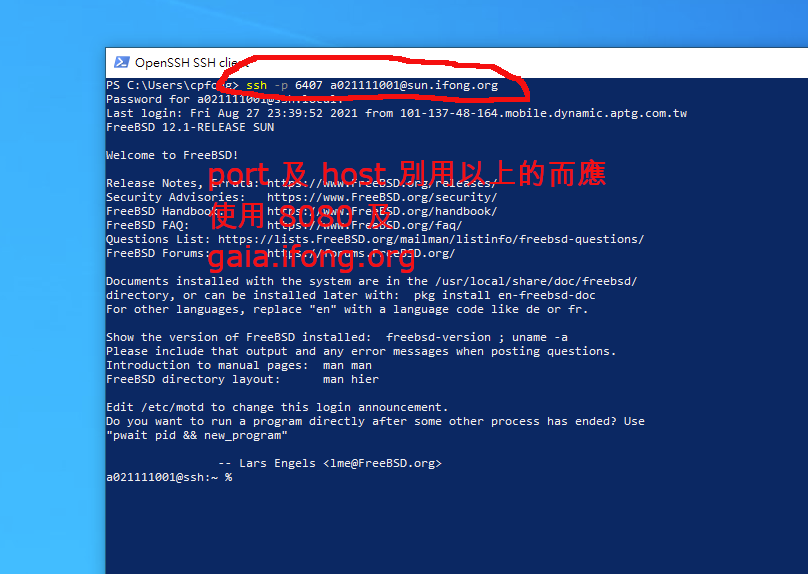 OpenSSH SSH client
PS C:\Users\cpfong> ssh -p 6407 a021111001@sun.ifong.org
Password for a021111001@ssh.local:
Last login: Fri Aug 27 23:39:52 2021 from 101-137-48-164.mobile.dynamic.aptg.com.tw
FreeBSD 12.1-RELEASE SUN
Welcome to FreeBSD!
port 及 host 別用以上的而應
使用 8080 及
gaia.ifong.org
Release Notes, Errata: https://www.FreeBSD.org/releases/
Security Advisories: https://www.FreeBSD.org/security/
FreeBSD Handbook: https://www.FreeBSD.org/handbook/
FreeBSD FAQ: https://www.FreeBSD.org/faq/
Questions List: https://lists.FreeBSD.org/mailman/listinfo/freebsd-questions/
FreeBSD Forums: https://forums.FreeBSD.org/
Documents installed with the system are in the /usr/local/share/doc/freebsd/
directory, or can be installed later with: pkg install en-freebsd-doc
For other languages, replace "en" with a language code like de or fr.
Show the version of FreeBSD installed: freebsd-version ; uname -a
Please include that output and any error messages when posting questions.
Introduction to manual pages: man man
FreeBSD directory layout: man hier
Edit /etc/motd to change this login announcement.
Do you want to run a program directly after some other process has ended? Use
"pwait pid && new_program"
-- Lars Engels <lme@FreeBSD.org>
a021111001@ssh:~ %